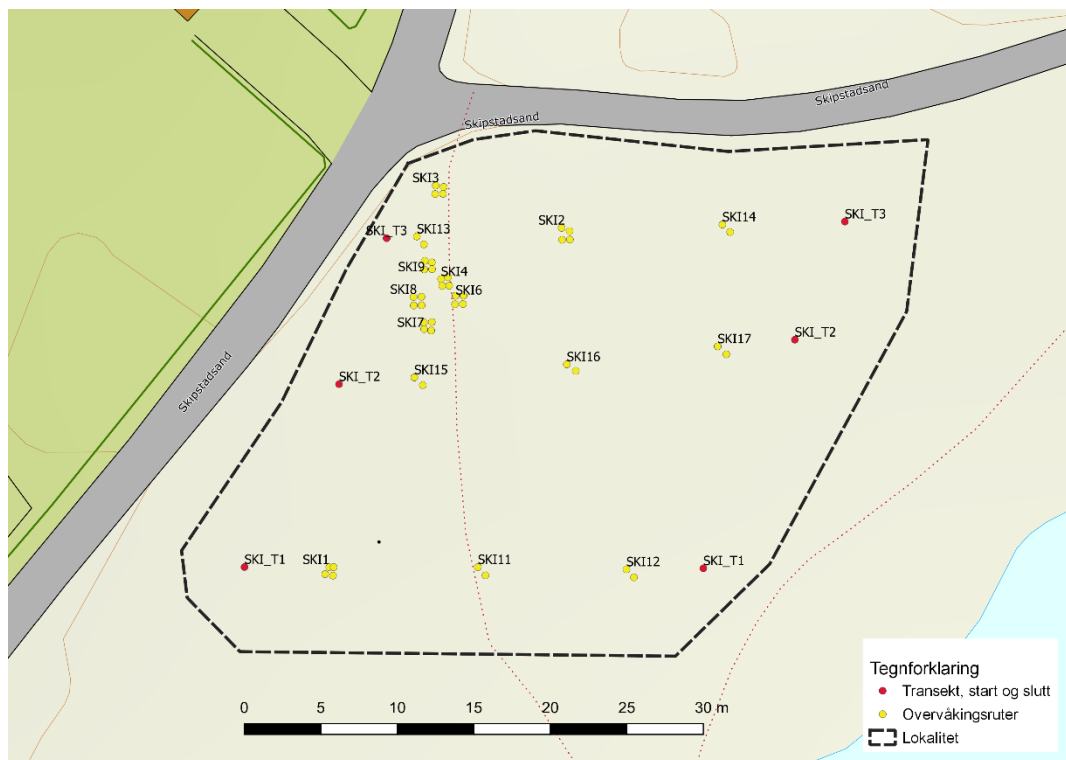 Skipstadsand
Skipstadsand
SKI3
SKI_T3
SKI13
SKI2
SKI14
SKI_T3
SKI9
SKI4
SKI8
SKI6
SKI7
SKI17
SKI_T2
SKI16
SKI15
SKI_T2
Skipstadsand
SKI_T1
SKI1
SKI11
SKI12
SKI_T1
Tegnforklaring
Transekt, start og slutt
Overvåkingsruter
Lokalitet
0 5 10 15 20 25 30 m